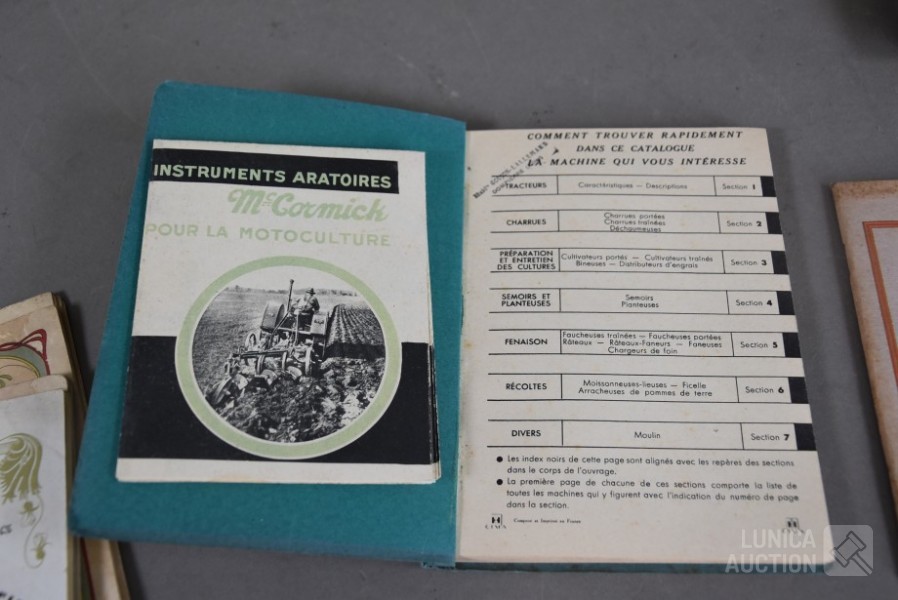 INSTRUMENTS ARATOIRES
McCormick
POUR LA MOTOCULTURE
COMMENT TROUVER RAPIDEMENT
DANS CE CATALOGUE
LA MACHINE QUI VOUS INTÉRESSE
TRACTEURS
Caractéristiques — Descriptions
Section 1
CHARRUES
Charrues portées
Charrues traînées
Déchaumeuses
Section 2
PRÉPARATION
ET ENTRETIEN
DES CULTURES
Cultivateurs portés — Cultivateurs traînés
Bineuses — Distributeurs d'engrais
Section 3
SEMOIRS ET
PLANTEUSES
Semoirs
Planteuses
Section 4
FENAISON
Faucheuses traînées — Faucheuses portées
Râteaux — Râteaux-Faneurs — Faneuses
Chargeurs de foin
Section 5
RÉCOLTES
Moissonneuses-lieuses — Ficelle
Arracheuses de pommes de terre
Section 6
DIVERS
Moulin
Section 7
● Les index noirs de cette page sont alignés avec les repères des sections
dans le corps de l'ouvrage.
● La première page de chacune de ces sections comporte la liste de
toutes les machines qui y figurent avec l'indication du numéro de page
dans la section.
Composé et Imprimé en France
LUNICA
AUCTION